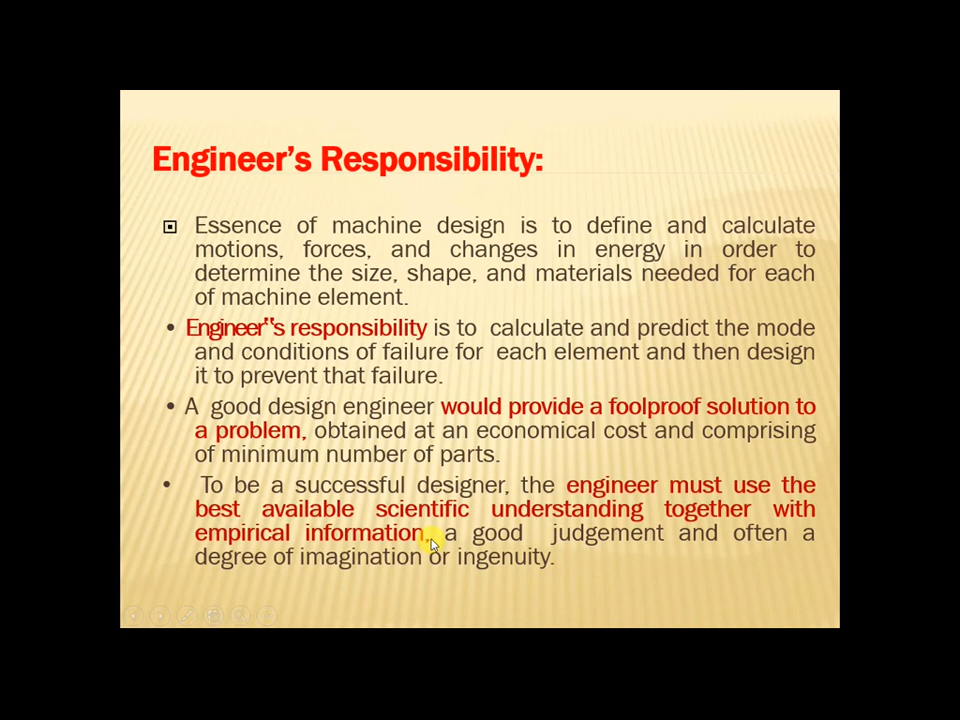 Engineer's Responsibility:
Essence of machine design is to define and calculate
motions, forces, and changes in energy in order to
determine the size, shape, and materials needed for each
of machine element.
• Engineer‟s responsibility is to calculate and predict the mode
and conditions of failure for each element and then design
it to prevent that failure.
• A good design engineer would provide a foolproof solution to
a problem, obtained at an economical cost and comprising
of minimum number of parts.
• To be a successful designer, the engineer must use the
best available scientific understanding together with
empirical information, a good judgement and often a
degree of imagination or ingenuity.